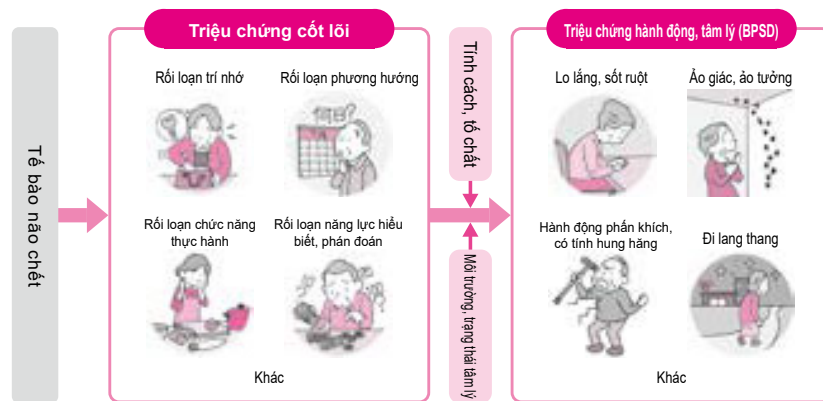 Tế bào não chết
Triệu chứng cốt lõi
Rối loạn trí nhớ
Rối loạn phương hướng
何日?
Rối loạn chức năng
thực hành
Rối loạn năng lực hiểu
biết, phán đoán
Khác
Tính cách, tố chất
Môi trường, trạng thái tâm lý
Triệu chứng hành động, tâm lý (BPSD)
Lo lắng, sốt ruột
Ảo giác, ảo tưởng
Hành động phấn khích,
có tính hung hăng
Đi lang thang
Khác